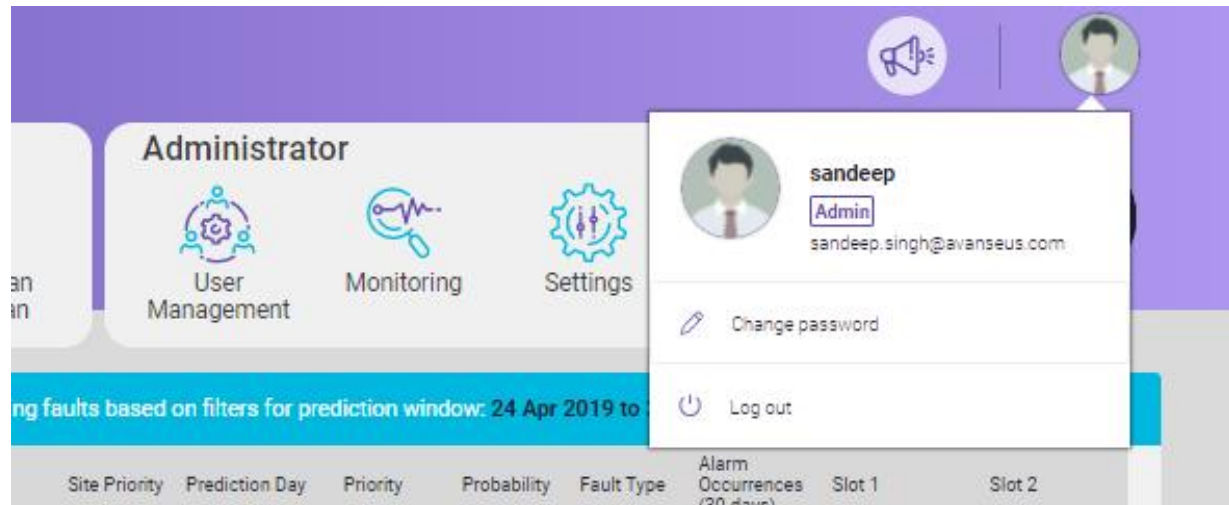 Administrator
User
Management
Monitoring
Settings
an
an
sandeep
Admin
sandeep.singh@avanseus.com
Change password
Log out
ng faults based on filters for prediction window: 24 Apr 2019 to
Site Priority Prediction Day Priority Probability Fault Type Alarm
Occurrences
(30 days) Slot 1 Slot 2